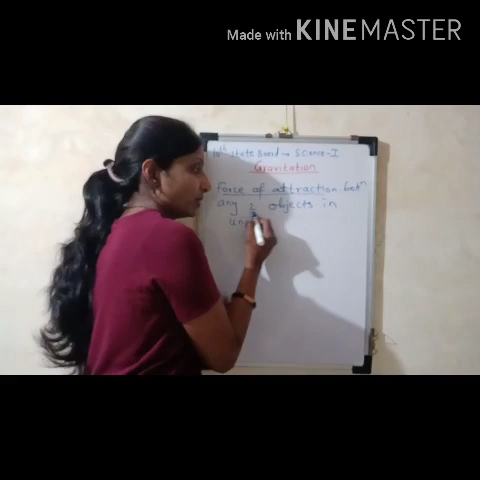 Made with KINEMASTER
10th State Board → Science-I
Gravitation
Force of attraction betn
any 2 objects in